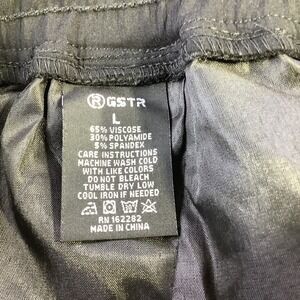 RGSTR
L
65% VISCOSE
30% POLYAMIDE
5% SPANDEX
CARE INSTRUCTIONS
MACHINE WASH COLD
WITH LIKE COLORS
DO NOT BLEACH
TUMBLE DRY LOW
COOL IRON IF NEEDED
RN 162282
MADE IN CHINA